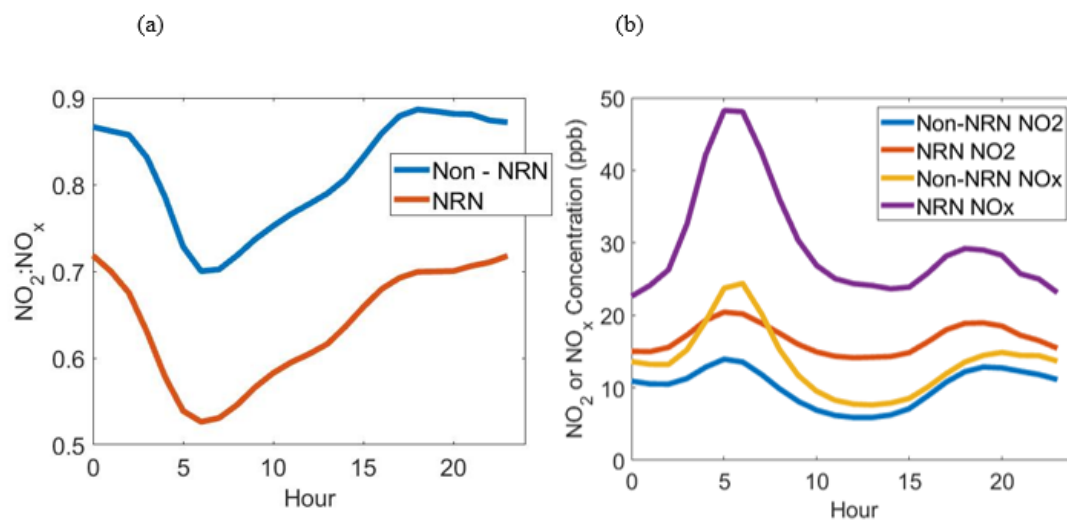 (a)
(b)
NO2:NOx
0.9
0.8
0.7
0.6
0.5
0
5
10
15
20
Hour
Non - NRN
NRN
NO2 or NOx Concentration (ppb)
50
40
30
20
10
0
0
5
10
15
20
Hour
Non-NRN NO2
NRN NO2
Non-NRN NOx
NRN NOx